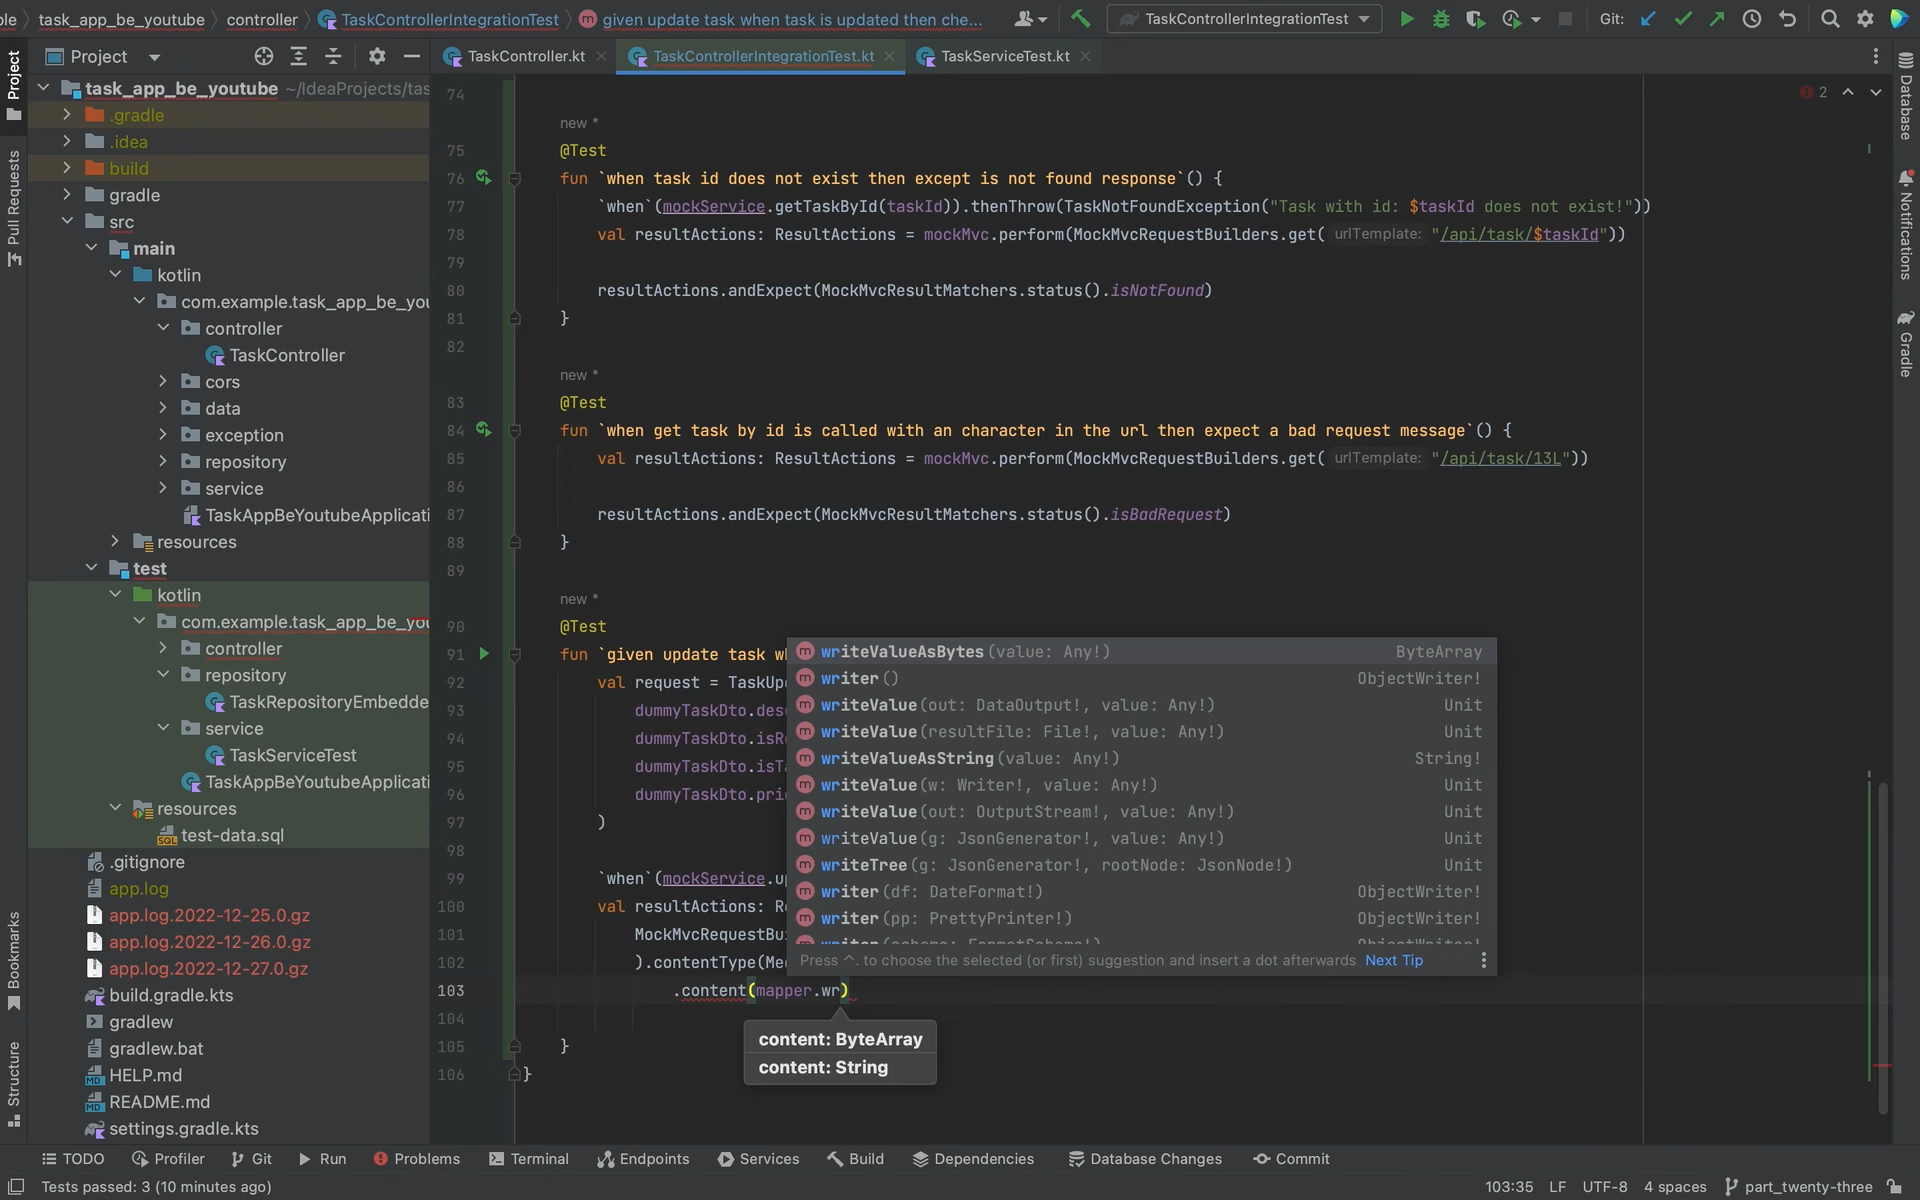 ple
task_app_be_youtube
controller
TaskControllerIntegrationTest
given update task when task is updated then che...
TaskControllerIntegrationTest
Git:
Project
TaskController.kt
TaskControllerIntegrationTest.kt
TaskServiceTest.kt
Project
Pull Requests
Bookmarks
Structure
task_app_be_youtube ~/IdeaProjects/tas
.gradle
.idea
build
gradle
src
main
kotlin
com.example.task_app_be_you
controller
TaskController
cors
data
exception
repository
service
TaskAppBeYoutubeApplicati
resources
test
kotlin
com.example.task_app_be_you
controller
repository
TaskRepositoryEmbedde
service
TaskServiceTest
TaskAppBeYoutubeApplicati
resources
test-data.sql
.gitignore
app.log
app.log.2022-12-25.0.gz
app.log.2022-12-26.0.gz
app.log.2022-12-27.0.gz
build.gradle.kts
gradlew
gradlew.bat
HELP.md
README.md
settings.gradle.kts
74
new *
75 @Test
76 fun `when task id does not exist then except is not found response`() {
77 `when`(mockService.getTaskById(taskId)).thenThrow(TaskNotFoundException("Task with id: $taskId does not exist!"))
78 val resultActions: ResultActions = mockMvc.perform(MockMvcRequestBuilders.get( urlTemplate: "/api/task/$taskId"))
79
80 resultActions.andExpect(MockMvcResultMatchers.status().isNotFound)
81 }
82
new *
83 @Test
84 fun `when get task by id is called with an character in the url then expect a bad request message`() {
85 val resultActions: ResultActions = mockMvc.perform(MockMvcRequestBuilders.get( urlTemplate: "/api/task/13L"))
86
87 resultActions.andExpect(MockMvcResultMatchers.status().isBadRequest)
88 }
89
new *
90 @Test
91 fun `given update task w
92 val request = TaskUp
93 dummyTaskDto.des
94 dummyTaskDto.isR
95 dummyTaskDto.isT
96 dummyTaskDto.pri
97 )
98
99 `when`(mockService.u
100 val resultActions: R
101 MockMvcRequestBui
102 ).contentType(Me
103 .content(mapper.wr)
104
105 }
106 }
writeValueAsBytes(value: Any!) ByteArray
writer() ObjectWriter!
writeValue(out: DataOutput!, value: Any!) Unit
writeValue(resultFile: File!, value: Any!) Unit
writeValueAsString(value: Any!) String!
writeValue(w: Writer!, value: Any!) Unit
writeValue(out: OutputStream!, value: Any!) Unit
writeValue(g: JsonGenerator!, value: Any!) Unit
writeTree(g: JsonGenerator!, rootNode: JsonNode!) Unit
writer(df: DateFormat!) ObjectWriter!
writer(pp: PrettyPrinter!) ObjectWriter!
writer(schema: FormatSchema!) ObjectWriter!
Press ^. to choose the selected (or first) suggestion and insert a dot afterwards Next Tip
content: ByteArray
content: String
2
Database
Notifications
Gradle
TODO
Profiler
Git
Run
Problems
Terminal
Endpoints
Services
Build
Dependencies
Database Changes
Commit
Tests passed: 3 (10 minutes ago)
103:35
LF
UTF-8
4 spaces
part_twenty-three